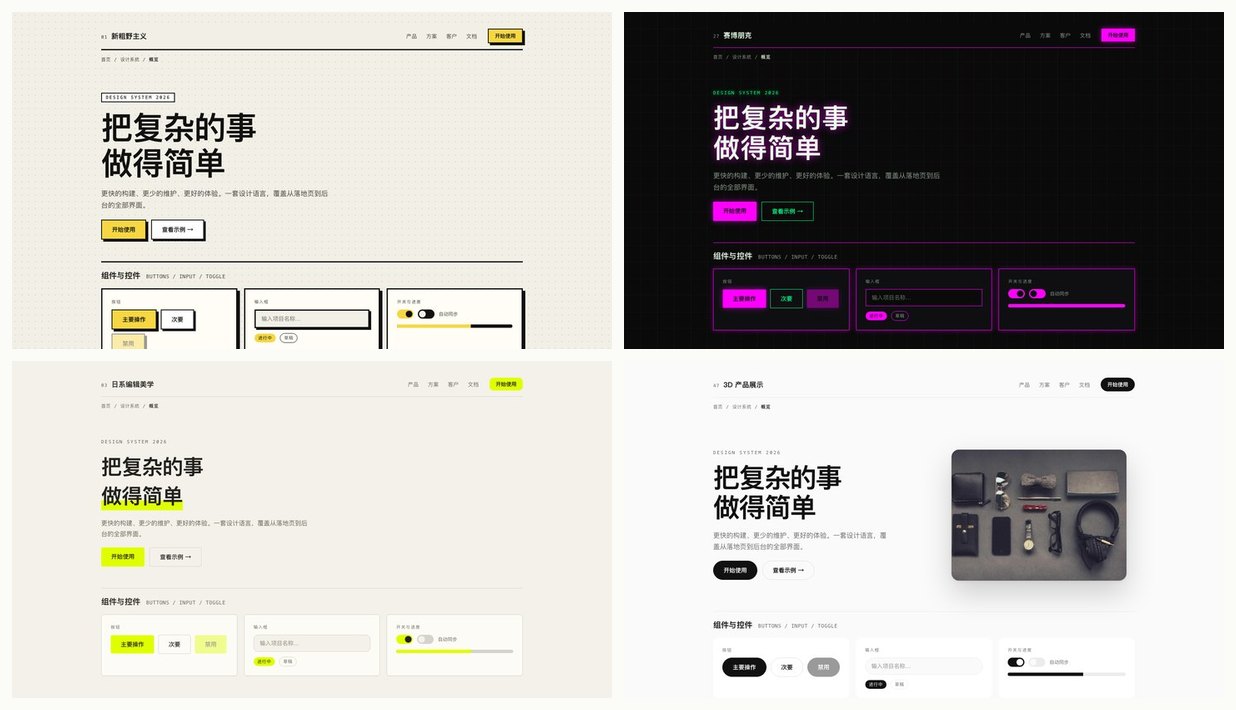 01 新粗野主义
产品 方案 客户 文档 开始使用
首页 / 设计系统 / 概览
DESIGN SYSTEM 2026
把复杂的事
做得简单
更快的构建、更少的维护、更好的体验。一套设计语言，覆盖从落地页到后
台的全部界面。
开始使用 查看示例 →
组件与控件 BUTTONS / INPUT / TOGGLE
按钮
主要操作 次要
禁用
输入框
输入项目名称...
进行中 草稿
开关与进度
自动同步
赛博朋克
产品 方案 客户 文档 开始使用
首页 / 设计系统 / 概览
DESIGN SYSTEM 2026
把复杂的事
做得简单
更快的构建、更少的维护、更好的体验。一套设计语言，覆盖从落地页到后
台的全部界面。
开始使用 查看示例 →
组件与控件 BUTTONS / INPUT / TOGGLE
按钮
主要操作 次要 禁用
输入框
输入项目名称...
进行中 草稿
开关与进度
自动同步
03 日系编辑美学
产品 方案 客户 文档 开始使用
首页 / 设计系统 / 概览
DESIGN SYSTEM 2026
把复杂的事
做得简单
更快的构建、更少的维护、更好的体验。一套设计语言，覆盖从落地页到后
台的全部界面。
开始使用 查看示例 →
组件与控件 BUTTONS / INPUT / TOGGLE
按钮
主要操作 次要 禁用
输入框
输入项目名称...
进行中 草稿
开关与进度
自动同步
3D 产品展示
产品 方案 客户 文档 开始使用
首页 / 设计系统 / 概览
DESIGN SYSTEM 2026
把复杂的事
做得简单
更快的构建、更少的维护、更好的体验。一套设计语言，覆
盖从落地页到后台的全部界面。
开始使用 查看示例 →
组件与控件 BUTTONS / INPUT / TOGGLE
按钮
主要操作 次要 禁用
输入框
输入项目名称...
进行中 草稿
开关与进度
自动同步